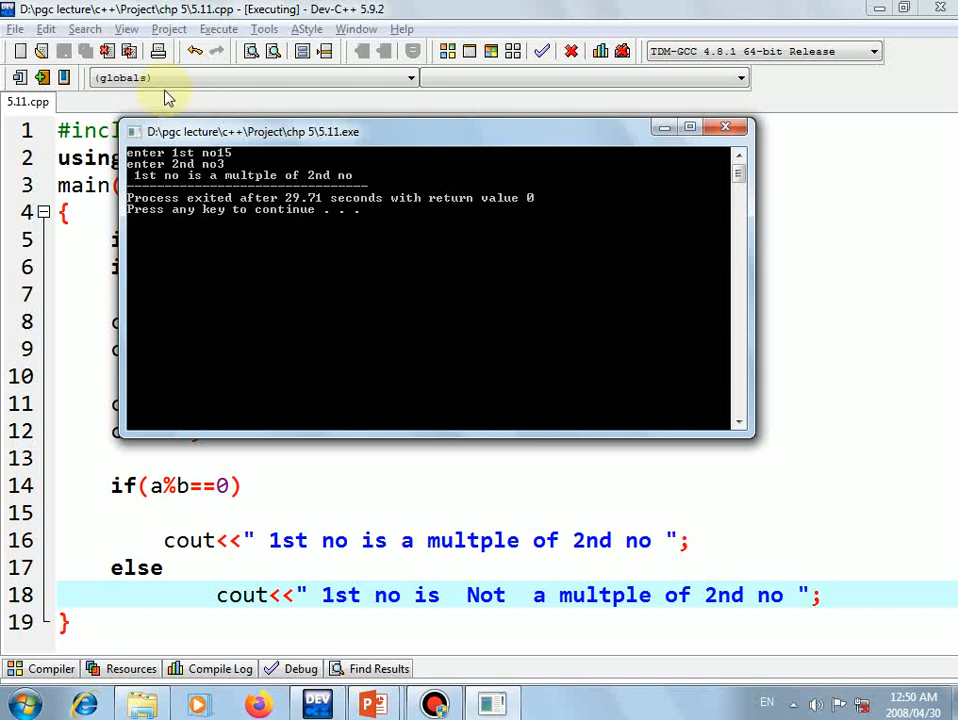 D:\pgc lecture\c++\Project\chp 5\5.11.cpp - [Executing] - Dev-C++ 5.9.2
File Edit Search View Project Execute Tools AStyle Window Help
TDM-GCC 4.8.1 64-bit Release
(globals)
5.11.cpp
D:\pgc lecture\c++\Project\chp 5\5.11.exe
enter 1st no15
enter 2nd no3
1st no is a multple of 2nd no
--------------------------------
Process exited after 29.71 seconds with return value 0
Press any key to continue . . .
1 #incl
2 using
3 main(
4 {
5 i
6 i
7
8 c
9 c
10
11 c
12 c
13
14 if(a%b==0)
15
16 cout<<" 1st no is a multple of 2nd no ";
17 else
18 cout<<" 1st no is  Not  a multple of 2nd no ";
19 }
Compiler Resources Compile Log Debug Find Results
DEV C++
EN
12:50 AM
2008/04/30